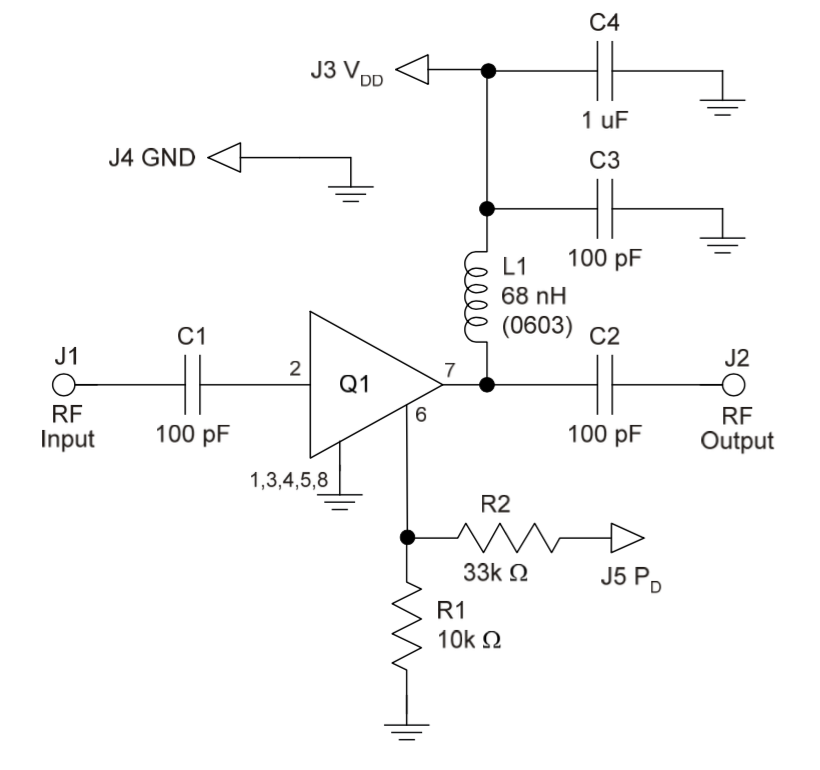 C4
J3 V_DD
1 uF
J4 GND
C3
100 pF
L1
68 nH
(0603)
C1
C2
J1
2
Q1
7
J2
RF
Input
6
RF
Output
100 pF
100 pF
1,3,4,5,8
R2
33k Ω
J5 P_D
R1
10k Ω